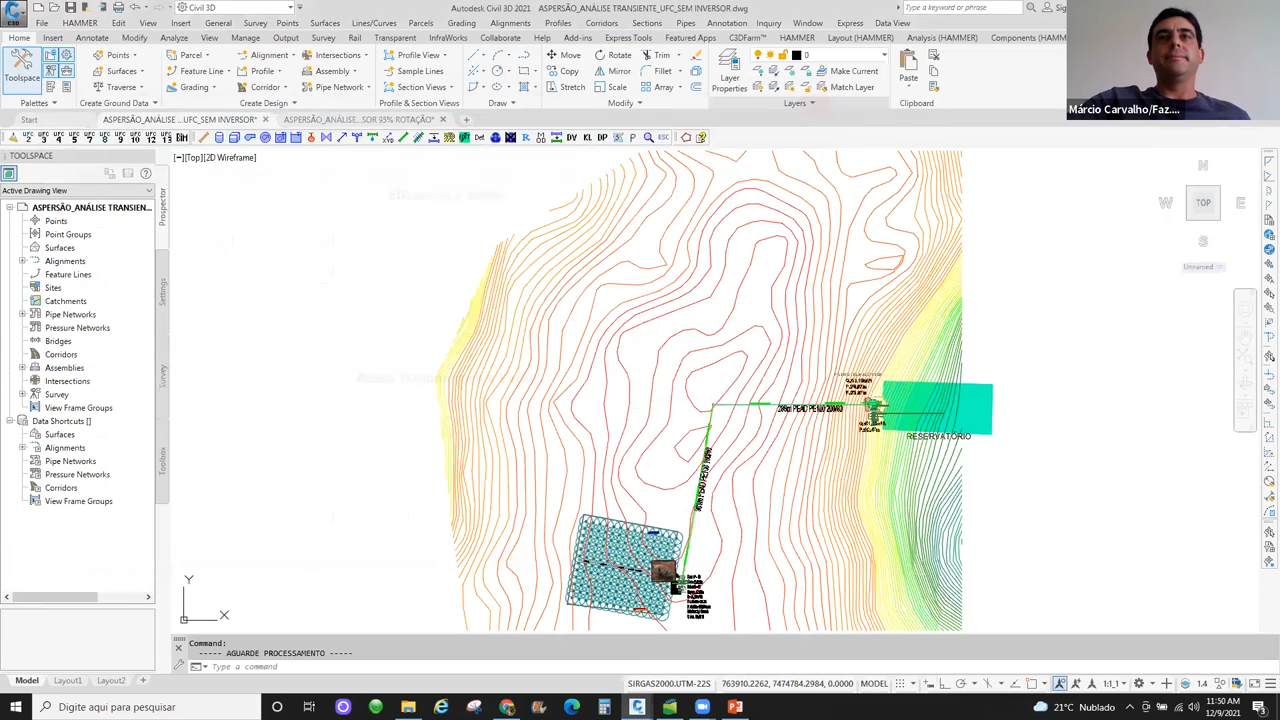 Civil 3D
Autodesk Civil 3D 2021
ASPERSÃO_ANÁLISE TRANSIENTE_UFC_SEM INVERSOR.dwg
Type a keyword or phrase
File
HAMMER
Edit
View
Insert
General
Survey
Points
Surfaces
Lines/Curves
Parcels
Grading
Alignments
Profiles
Corridors
Sections
Pipes
Annotation
Inquiry
Window
Express
Data View
Home
Insert
Annotate
Modify
Analyze
View
Manage
Output
Survey
Rail
Transparent
InfraWorks
Collaborate
Help
Add-ins
Express Tools
Featured Apps
C3DFarm™
HAMMER
Layout (HAMMER)
Analysis (HAMMER)
Toolspace
Points
Surfaces
Traverse
Parcel
Feature Line
Grading
Alignment
Profile
Corridor
Intersections
Assembly
Pipe Network
Profile View
Sample Lines
Section Views
Move
Copy
Stretch
Rotate
Mirror
Scale
Trim
Fillet
Array
Layer
Properties
0
Make Current
Match Layer
Paste
Palettes
Create Ground Data
Create Design
Profile & Section Views
Draw
Modify
Layers
Clipboard
Márcio Carvalho/Faz....
Start
ASPERSÃO_ANÁLISE ...UFC_SEM INVERSOR*
ASPERSÃO_ANÁLISE...SOR DE ROTAÇÃO*
TOOLSPACE
Active Drawing View
ASPERSÃO_ANÁLISE TRANSIEN...
Points
Point Groups
Surfaces
Alignments
Feature Lines
Sites
Catchments
Pipe Networks
Pressure Networks
Bridges
Corridors
Assemblies
Intersections
Survey
View Frame Groups
Data Shortcuts []
Surfaces
Alignments
Pipe Networks
Pressure Networks
Corridors
View Frame Groups
Prospector
Settings
Survey
Toolbox
[−][Top][2D Wireframe]
N
W
TOP
E
S
Unnamed
RESERVATÓRIO
Y
X
Command:
----- AGUARDE PROCESSAMENTO -----
Type a command
Model
Layout1
Layout2
SIRGAS2000.UTM-22S
763910.2262, 7474784.2984, 0.0000
MODEL
1:1
1.4
Digite aqui para pesquisar
21°C Nublado
11:50 AM
12/9/2021